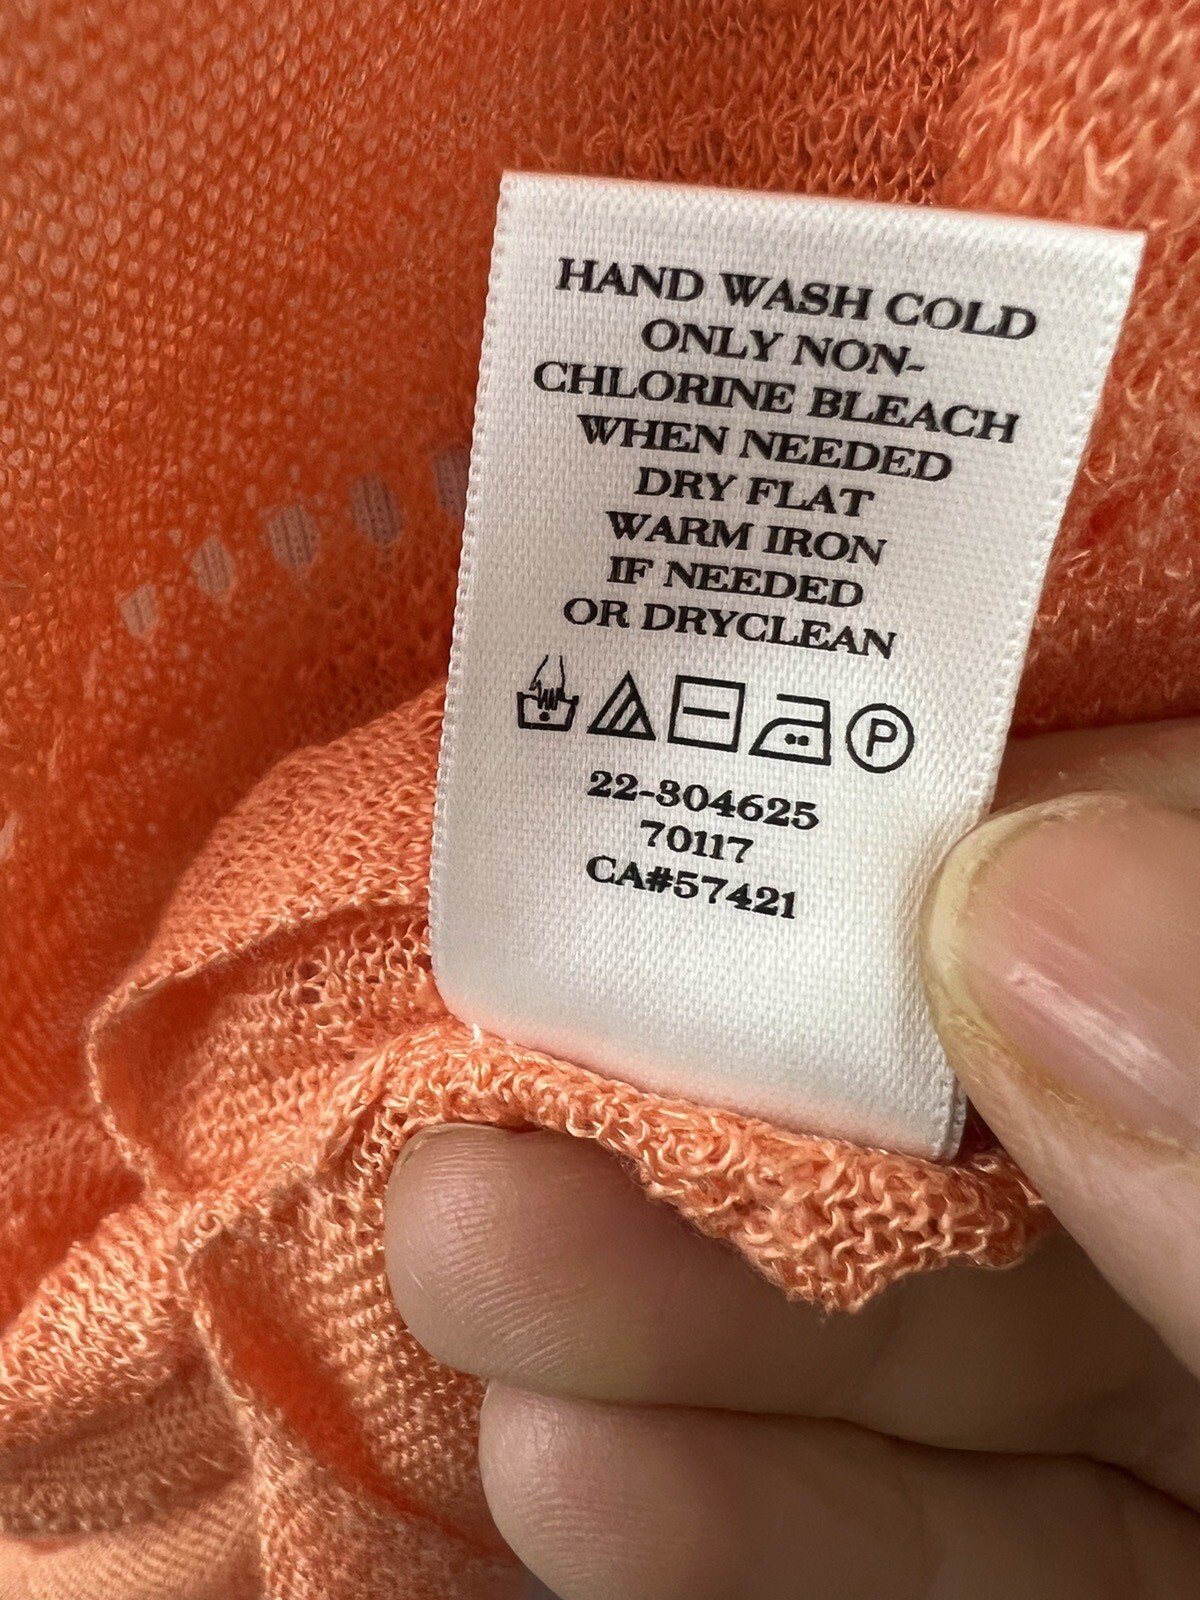 HAND WASH COLD
ONLY NON-
CHLORINE BLEACH
WHEN NEEDED
DRY FLAT
WARM IRON
IF NEEDED
OR DRYCLEAN
P
22-304625
70117
CA#57421